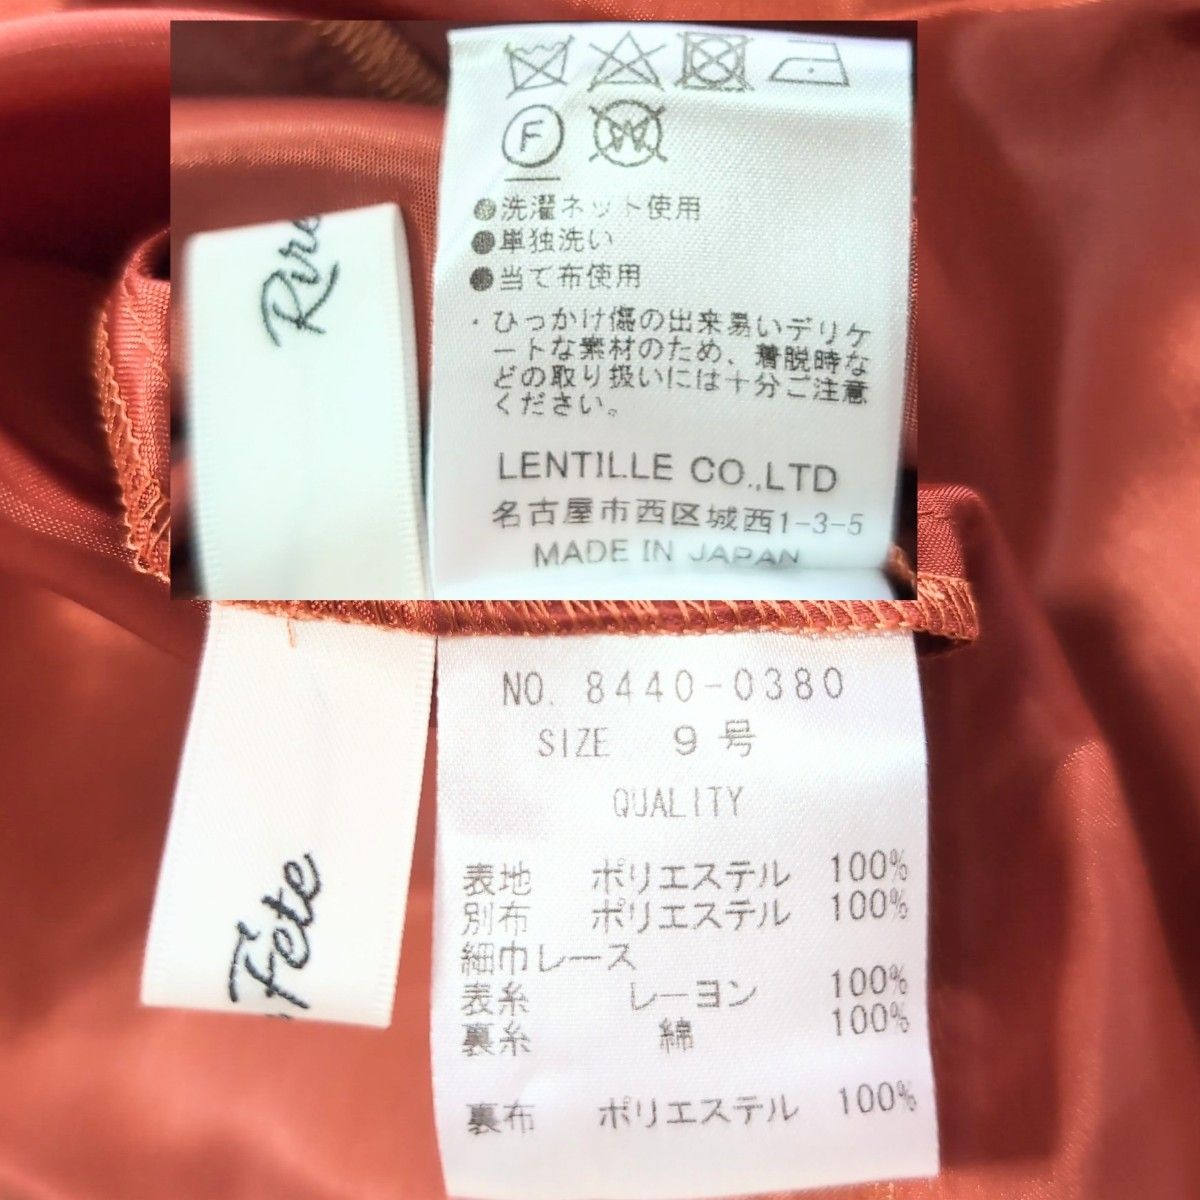 F
W
●洗濯ネット使用
●単独洗い
●当て布使用
・ひっかけ傷の出来易いデリケ
ートな素材のため、着脱時な
どの取り扱いには十分ご注意
ください。
LENTILLE CO.,LTD
名古屋市西区城西1-3-5
MADE IN JAPAN
Rire
Fete
NO. 8440-0380
SIZE 9号
QUALITY
表地 ポリエステル 100%
別布 ポリエステル 100%
細巾レース
表糸 レーヨン 100%
裏糸 綿 100%
裏布 ポリエステル 100%